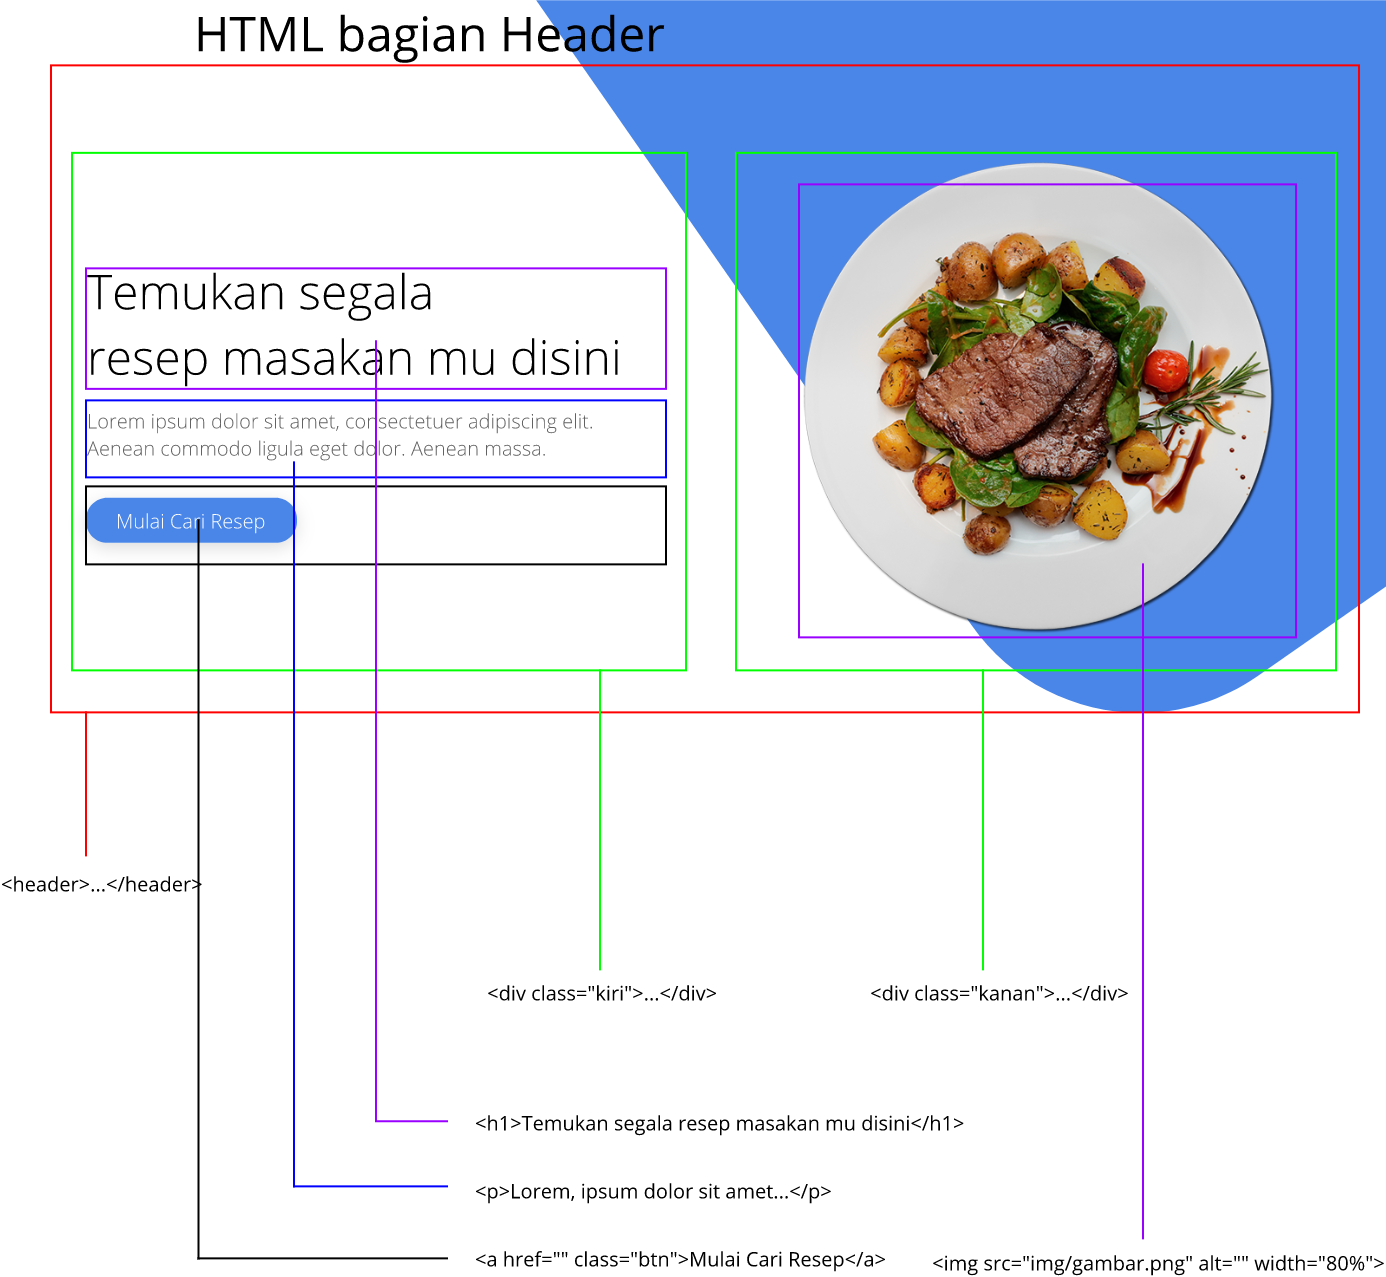 HTML bagian Header
Temukan segala
resep masakan mu disini
Lorem ipsum dolor sit amet, consectetuer adipiscing elit.
Aenean commodo ligula eget dolor. Aenean massa.
Mulai Cari Resep
<header>...</header>
<div class="kiri">...</div>
<div class="kanan">...</div>
<h1>Temukan segala resep masakan mu disini</h1>
<p>Lorem, ipsum dolor sit amet...</p>
<a href="" class="btn">Mulai Cari Resep</a>
<img src="img/gambar.png" alt="" width="80%">